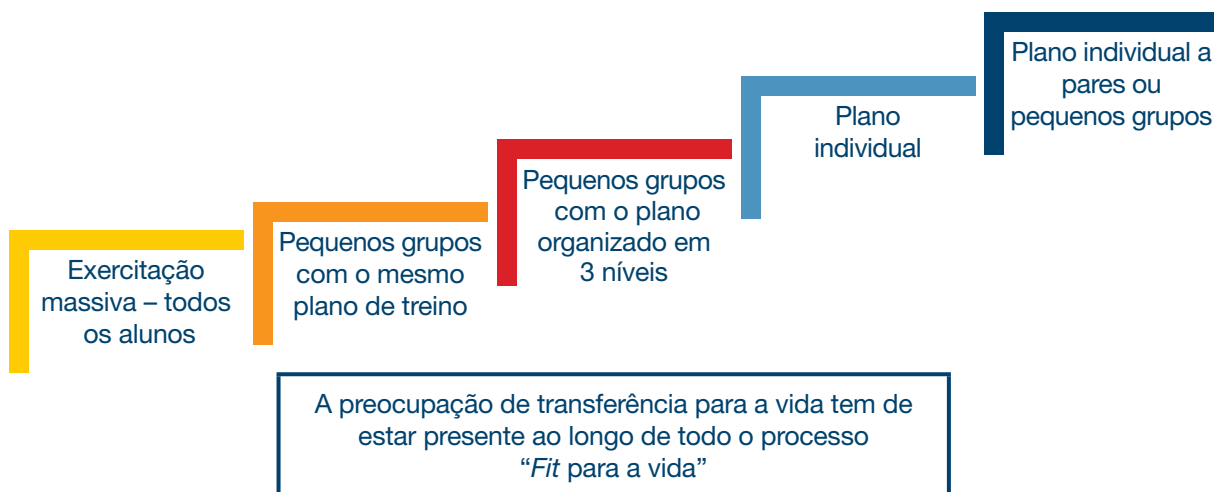 Exercitação
massiva – todos
os alunos
Pequenos grupos
com o mesmo
plano de treino
Pequenos grupos
com o plano
organizado em
3 níveis
Plano
individual
Plano individual a
pares ou
pequenos grupos
A preocupação de transferência para a vida tem de
estar presente ao longo de todo o processo
“Fit para a vida”